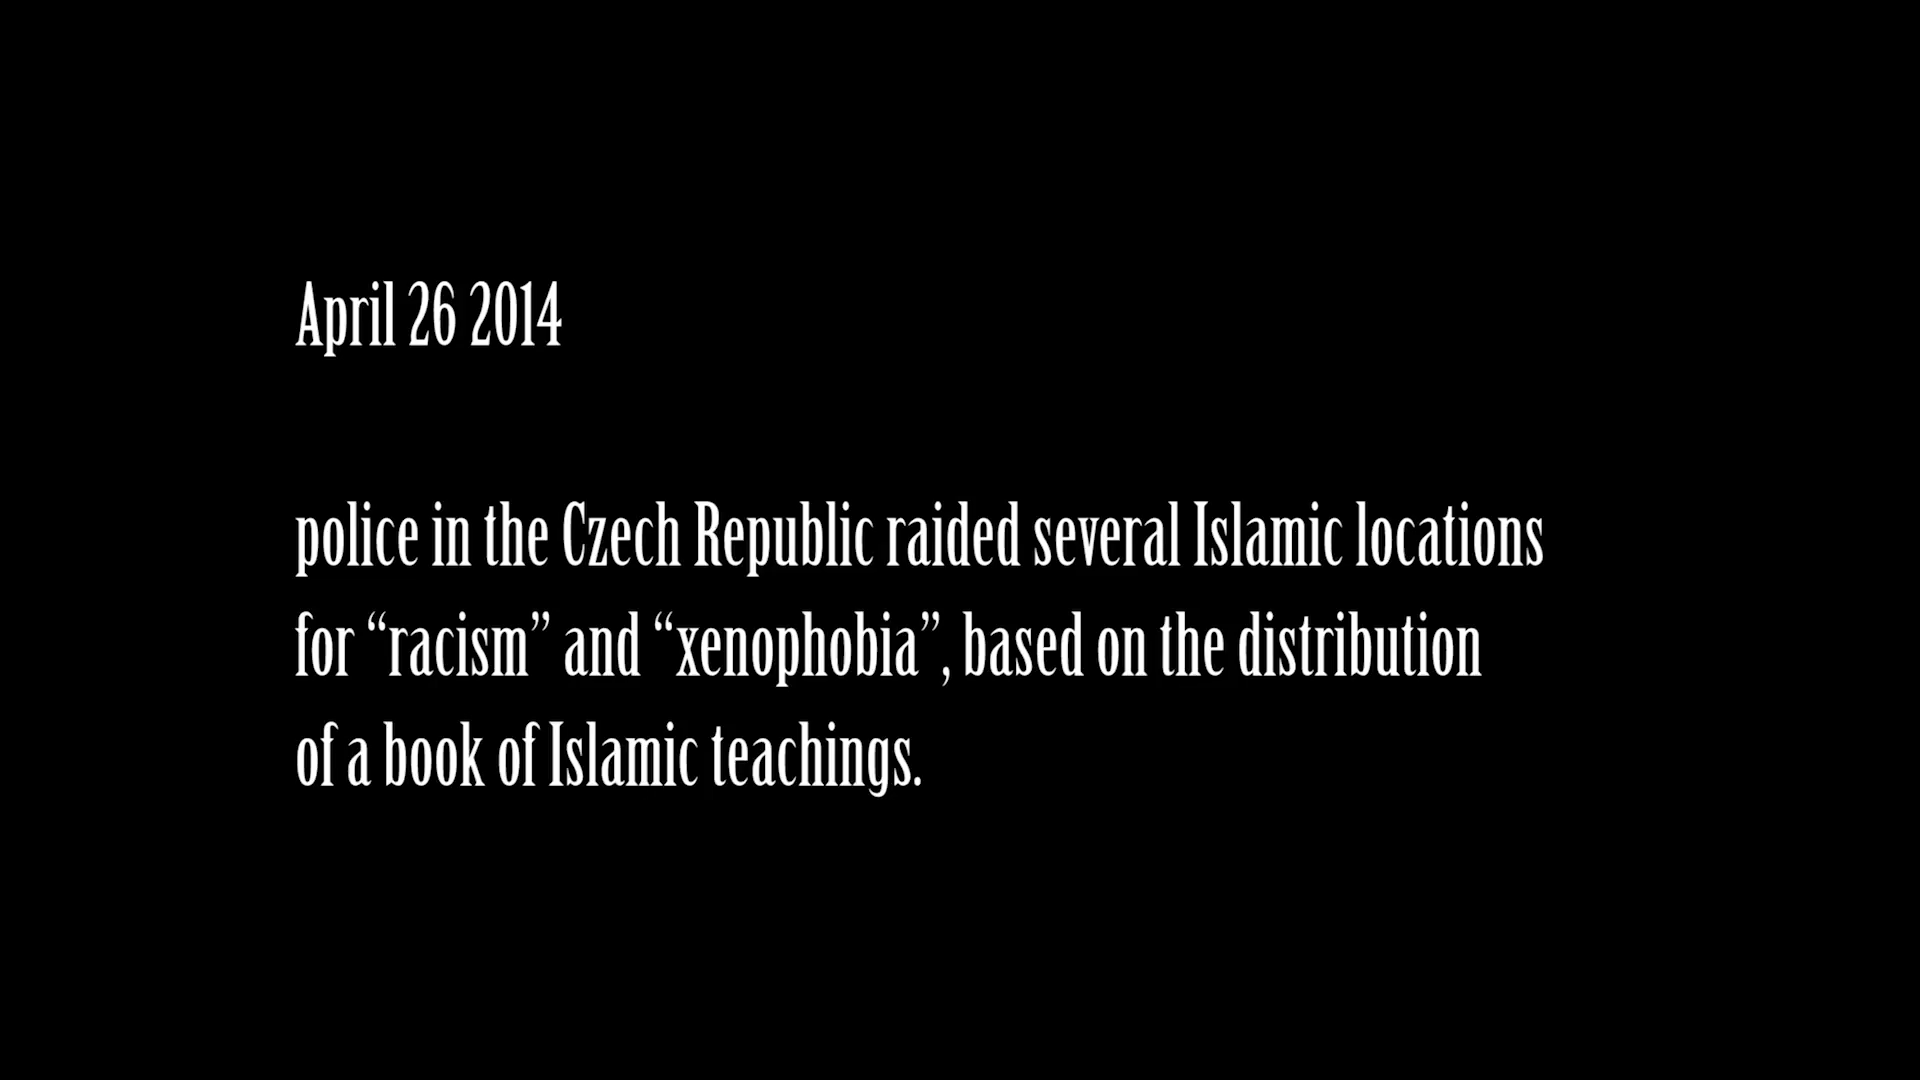 April 26 2014
police in the Czech Republic raided several Islamic locations
for “racism” and “xenophobia”, based on the distribution
of a book of Islamic teachings.